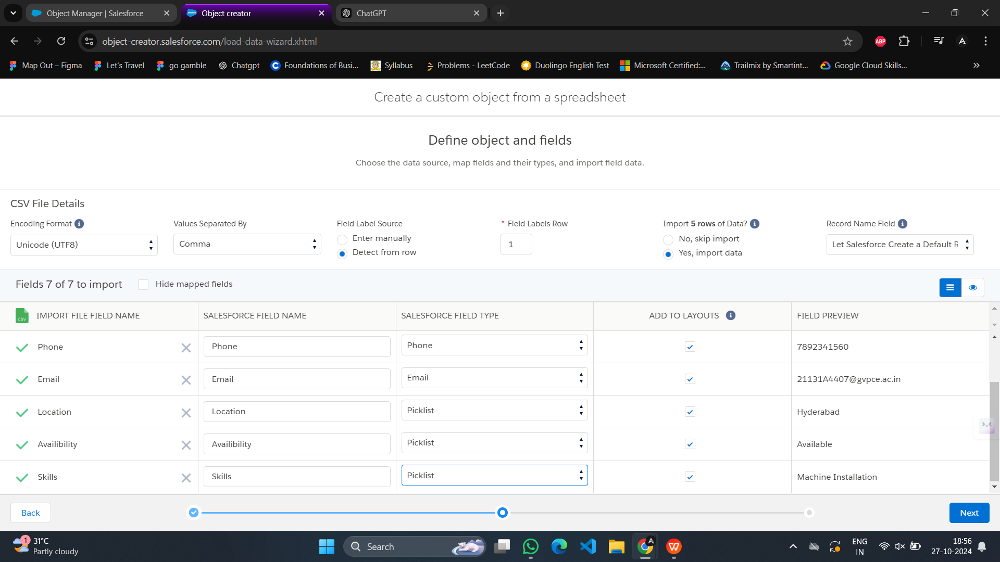 Object Manager | Salesforce
Object creator
ChatGPT
object-creator.salesforce.com/load-data-wizard.xhtml
ABP
Map Out – Figma
Let's Travel
go gamble
Chatgpt
Foundations of Busi...
Syllabus
Problems - LeetCode
Duolingo English Test
Microsoft Certified:...
Trailmix by Smartint...
Google Cloud Skills...
Create a custom object from a spreadsheet
Define object and fields
Choose the data source, map fields and their types, and import field data.
CSV File Details
Encoding Format
Values Separated By
Field Label Source
* Field Labels Row
Import 5 rows of Data?
Record Name Field
Unicode (UTF8)
Comma
Enter manually
Detect from row
1
No, skip import
Yes, import data
Let Salesforce Create a Default R
Fields 7 of 7 to import
Hide mapped fields
CSV
IMPORT FILE FIELD NAME
SALESFORCE FIELD NAME
SALESFORCE FIELD TYPE
ADD TO LAYOUTS
FIELD PREVIEW
Phone
Phone
Phone
7892341560
Email
Email
Email
21131A4407@gvpce.ac.in
Location
Location
Picklist
Hyderabad
Availibility
Availibility
Picklist
Available
Skills
Skills
Picklist
Machine Installation
Back
Next
1
31°C
Partly cloudy
Search
ENG
IN
18:56
27-10-2024